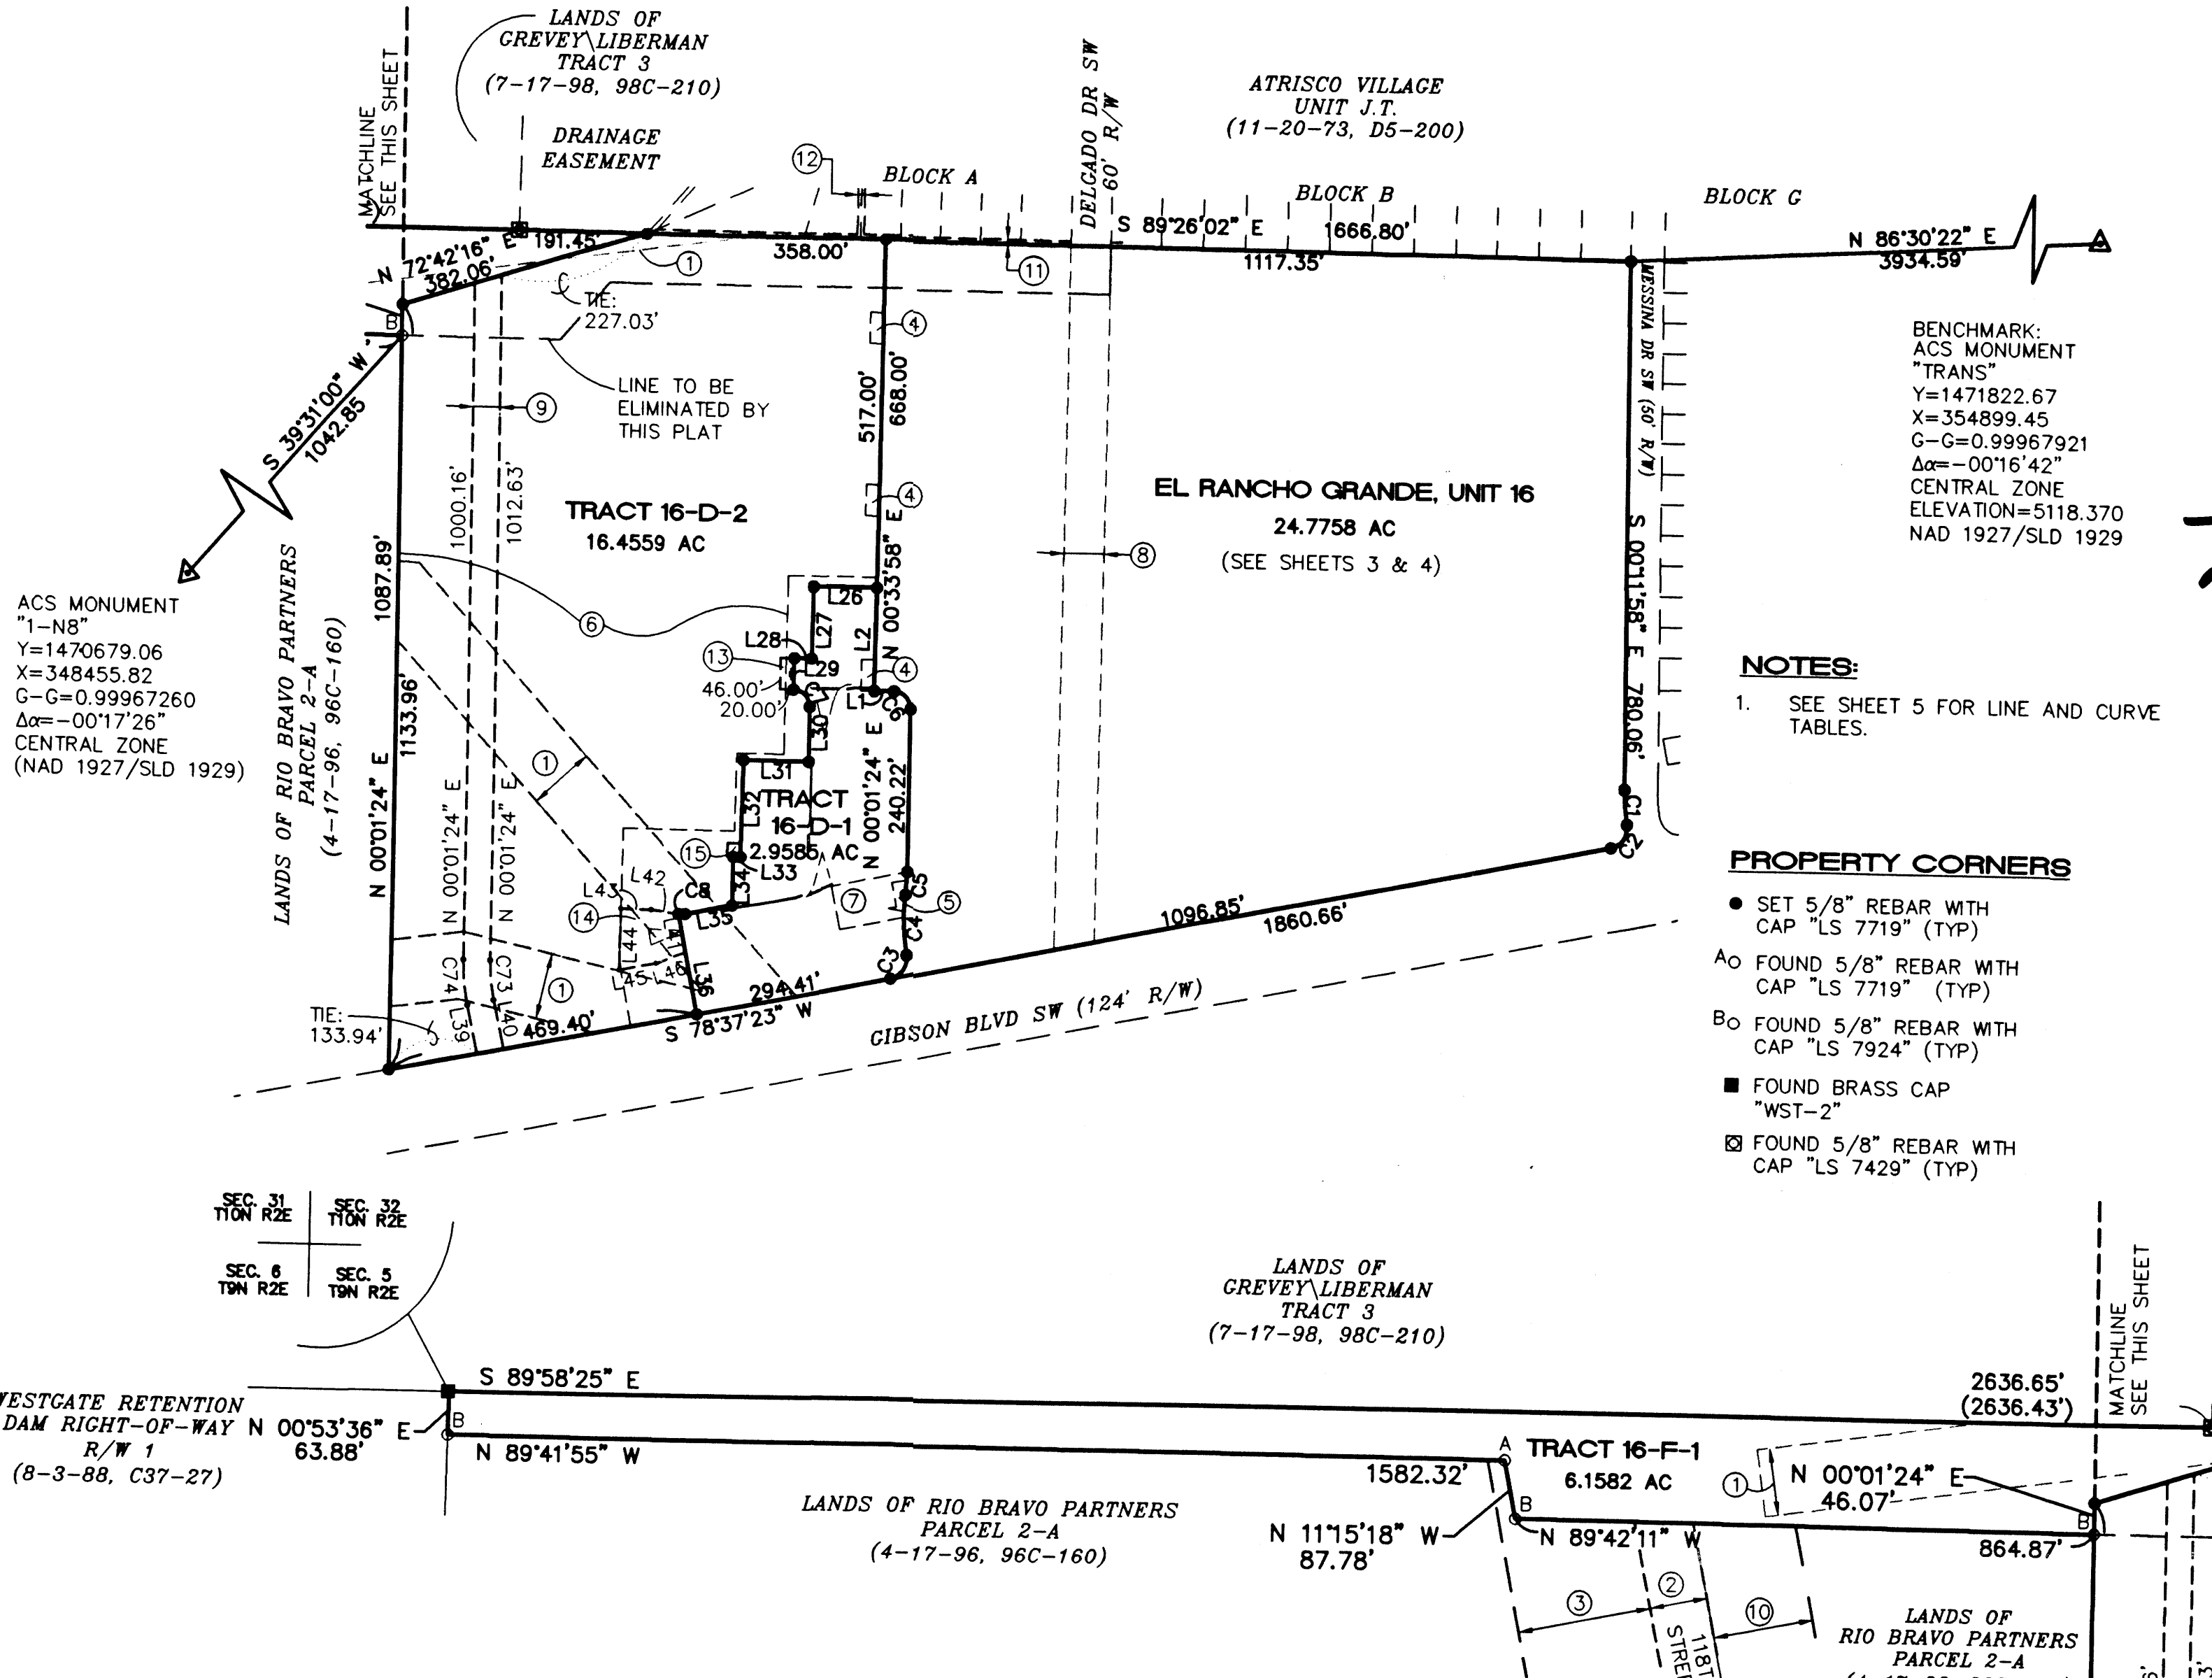 LANDS OF
GREVEY\LIBERMAN
TRACT 3
(7-17-98, 98C-210)
MATCHLINE
SEE THIS SHEET
DRAINAGE
EASEMENT
12
BLOCK A
DELGADO DR SW
60' R/W
ATRISCO VILLAGE
UNIT J.T.
(11-20-73, D5-200)
BLOCK B
BLOCK G
S 89°26'02" E
1666.80'
N 86°30'22" E
3934.59'
N 72°42'16" E
382.06'
191.45'
1
358.00'
11
1117.35'
TIE:
227.03'
B
4
S 39°31'00" W
1042.85
LINE TO BE
ELIMINATED BY
THIS PLAT
9
517.00'
668.00'
MESSINA DR SW (50' R/W)
BENCHMARK:
ACS MONUMENT
"TRANS"
Y=1471822.67
X=354899.45
G-G=0.99967921
Δα=-00°16'42"
CENTRAL ZONE
ELEVATION=5118.370
NAD 1927/SLD 1929
1000.16'
1012.63'
TRACT 16-D-2
16.4559 AC
4
EL RANCHO GRANDE, UNIT 16
24.7758 AC
(SEE SHEETS 3 & 4)
8
N 00°33'58" E
S 00°11'58" E 780.06'
ACS MONUMENT
"1-N8"
Y=1470679.06
X=348455.82
G-G=0.99967260
Δα=-00°17'26"
CENTRAL ZONE
(NAD 1927/SLD 1929)
LANDS OF RIO BRAVO PARTNERS
PARCEL 2-A
(4-17-96, 96C-160)
1087.89'
1133.96'
N 00°01'24" E
6
L26
L27
L28
L2
13
L29
4
46.00'
20.00'
L1
C6
L30
1
L31
L32
TRACT
16-D-1
2.9585 AC
N 00°01'24" E
240.22'
15
L33
L34
N 00°01'24" E
N 00°01'24" E
L43
L42
C8
14
L35
7
C5
5
C4
L44
L41
L45
L46
L36
C3
C74
C73
1
TIE:
133.94'
L39
L40
469.40'
294.41'
S 78°37'23" W
1096.85'
1860.66'
GIBSON BLVD SW (124' R/W)
C1
C2
NOTES:
1. SEE SHEET 5 FOR LINE AND CURVE
TABLES.
PROPERTY CORNERS
SET 5/8" REBAR WITH
CAP "LS 7719" (TYP)
A FOUND 5/8" REBAR WITH
CAP "LS 7719" (TYP)
B FOUND 5/8" REBAR WITH
CAP "LS 7924" (TYP)
FOUND BRASS CAP
"WST-2"
FOUND 5/8" REBAR WITH
CAP "LS 7429" (TYP)
SEC. 31
T10N R2E
SEC. 32
T10N R2E
SEC. 6
T9N R2E
SEC. 5
T9N R2E
LANDS OF
GREVEY\LIBERMAN
TRACT 3
(7-17-98, 98C-210)
MATCHLINE
SEE THIS SHEET
S 89°58'25" E
2636.65'
(2636.43')
WESTGATE RETENTION
DAM RIGHT-OF-WAY
R/W 1
(8-3-88, C37-27)
N 00°53'36" E
63.88'
B
N 89°41'55" W
1582.32'
A
TRACT 16-F-1
6.1582 AC
1
N 00°01'24" E
46.07'
LANDS OF RIO BRAVO PARTNERS
PARCEL 2-A
(4-17-96, 96C-160)
N 11°15'18" W
87.78'
B
N 89°42'11" W
864.87'
B
3
2
10
LANDS OF
RIO BRAVO PARTNERS
PARCEL 2-A